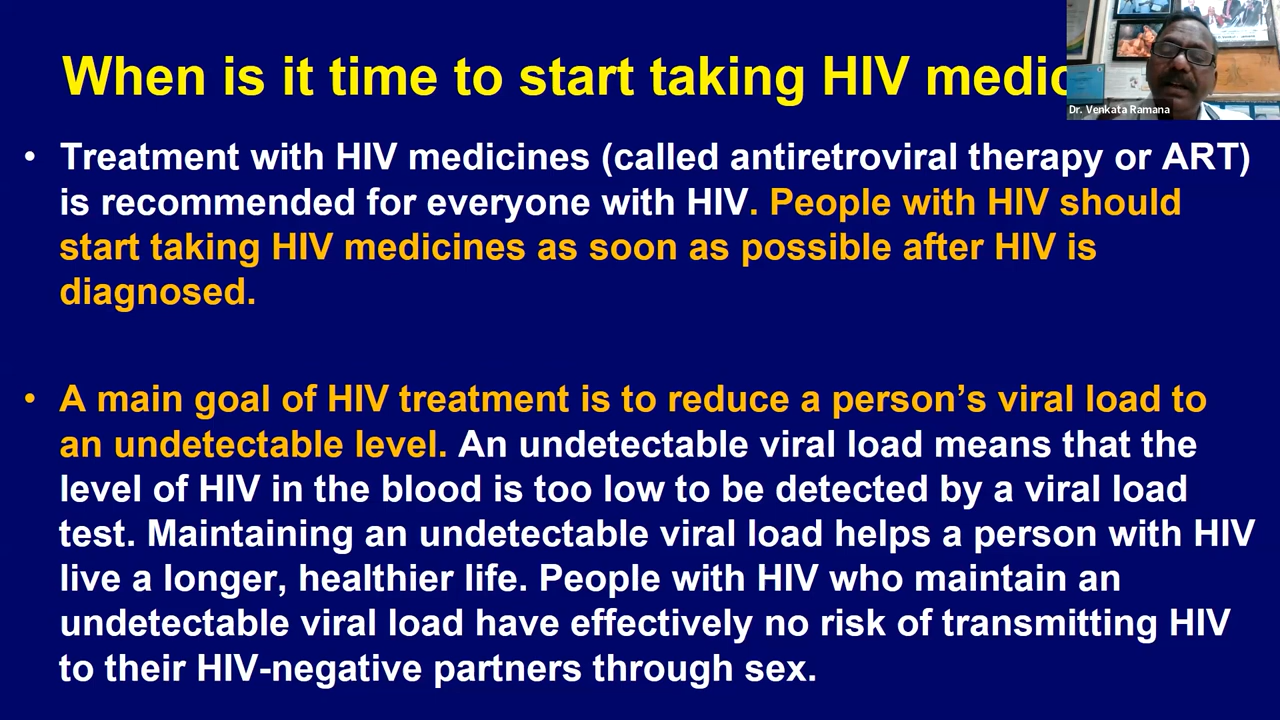 When is it time to start taking HIV medic
Dr. Venkata Ramana
• Treatment with HIV medicines (called antiretroviral therapy or ART)
is recommended for everyone with HIV. People with HIV should
start taking HIV medicines as soon as possible after HIV is
diagnosed.
• A main goal of HIV treatment is to reduce a person’s viral load to
an undetectable level. An undetectable viral load means that the
level of HIV in the blood is too low to be detected by a viral load
test. Maintaining an undetectable viral load helps a person with HIV
live a longer, healthier life. People with HIV who maintain an
undetectable viral load have effectively no risk of transmitting HIV
to their HIV-negative partners through sex.